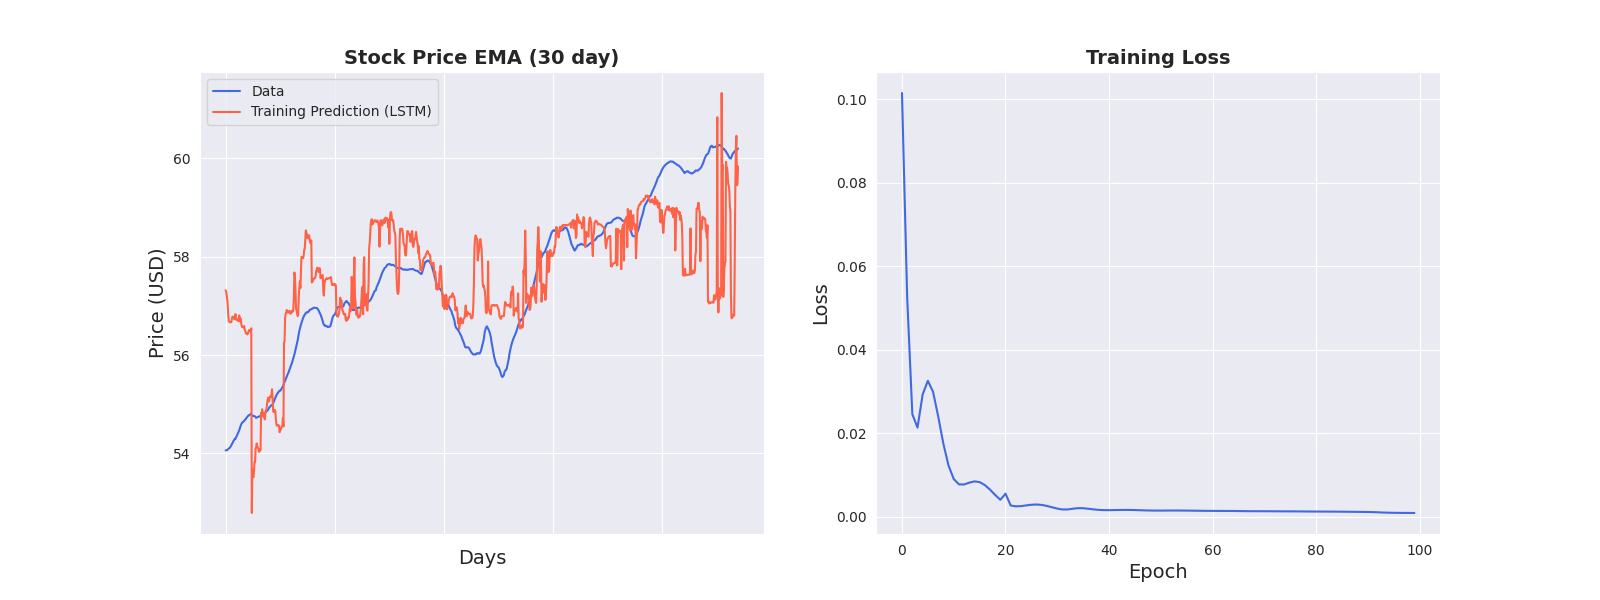 Stock Price EMA (30 day)
Data
Training Prediction (LSTM)
60
58
56
54
Price (USD)
Days
Training Loss
0.10
0.08
0.06
0.04
0.02
0.00
Loss
0 20 40 60 80 100
Epoch